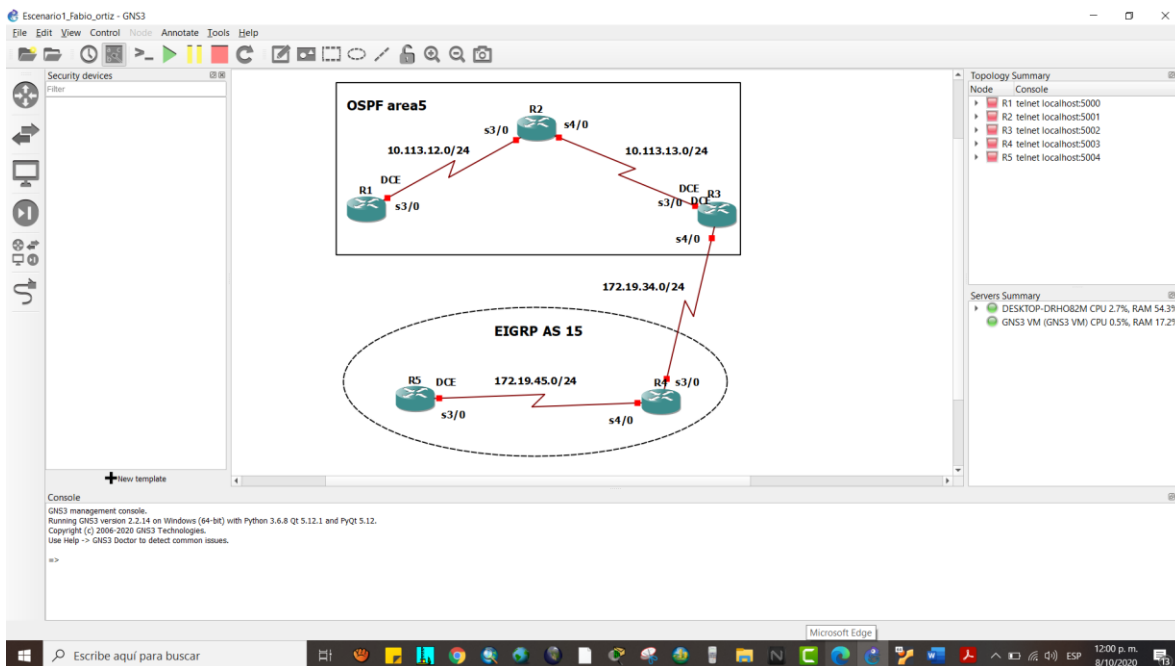 Escenario1_Fabio_ortiz - GNS3
File Edit View Control Node Annotate Tools Help
Security devices
Filter
New template
OSPF area5
R2
s3/0
s4/0
10.113.12.0/24
10.113.13.0/24
DCE
R1
s3/0
DCE
R3
s3/0
DCE
s4/0
172.19.34.0/24
EIGRP AS 15
R5
DCE
172.19.45.0/24
R4
s3/0
s3/0
s4/0
Topology Summary
Node Console
R1 telnet localhost:5000
R2 telnet localhost:5001
R3 telnet localhost:5002
R4 telnet localhost:5003
R5 telnet localhost:5004
Servers Summary
DESKTOP-DRHO82M CPU 2.7%, RAM 54.3%
GNS3 VM (GNS3 VM) CPU 0.5%, RAM 17.2%
Console
GNS3 management console.
Running GNS3 version 2.2.14 on Windows (64-bit) with Python 3.6.8 Qt 5.12.1 and PyQt 5.12.
Copyright (c) 2006-2020 GNS3 Technologies.
Use Help -> GNS3 Doctor to detect common issues.
=>
Microsoft Edge
Escribe aquí para buscar
ESP
12:00 p. m.
8/10/2020